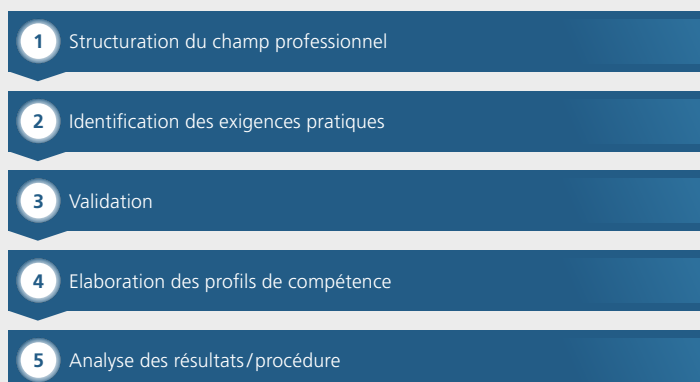 1 Structuration du champ professionnel
2 Identification des exigences pratiques
3 Validation
4 Elaboration des profils de compétence
5 Analyse des résultats/procédure